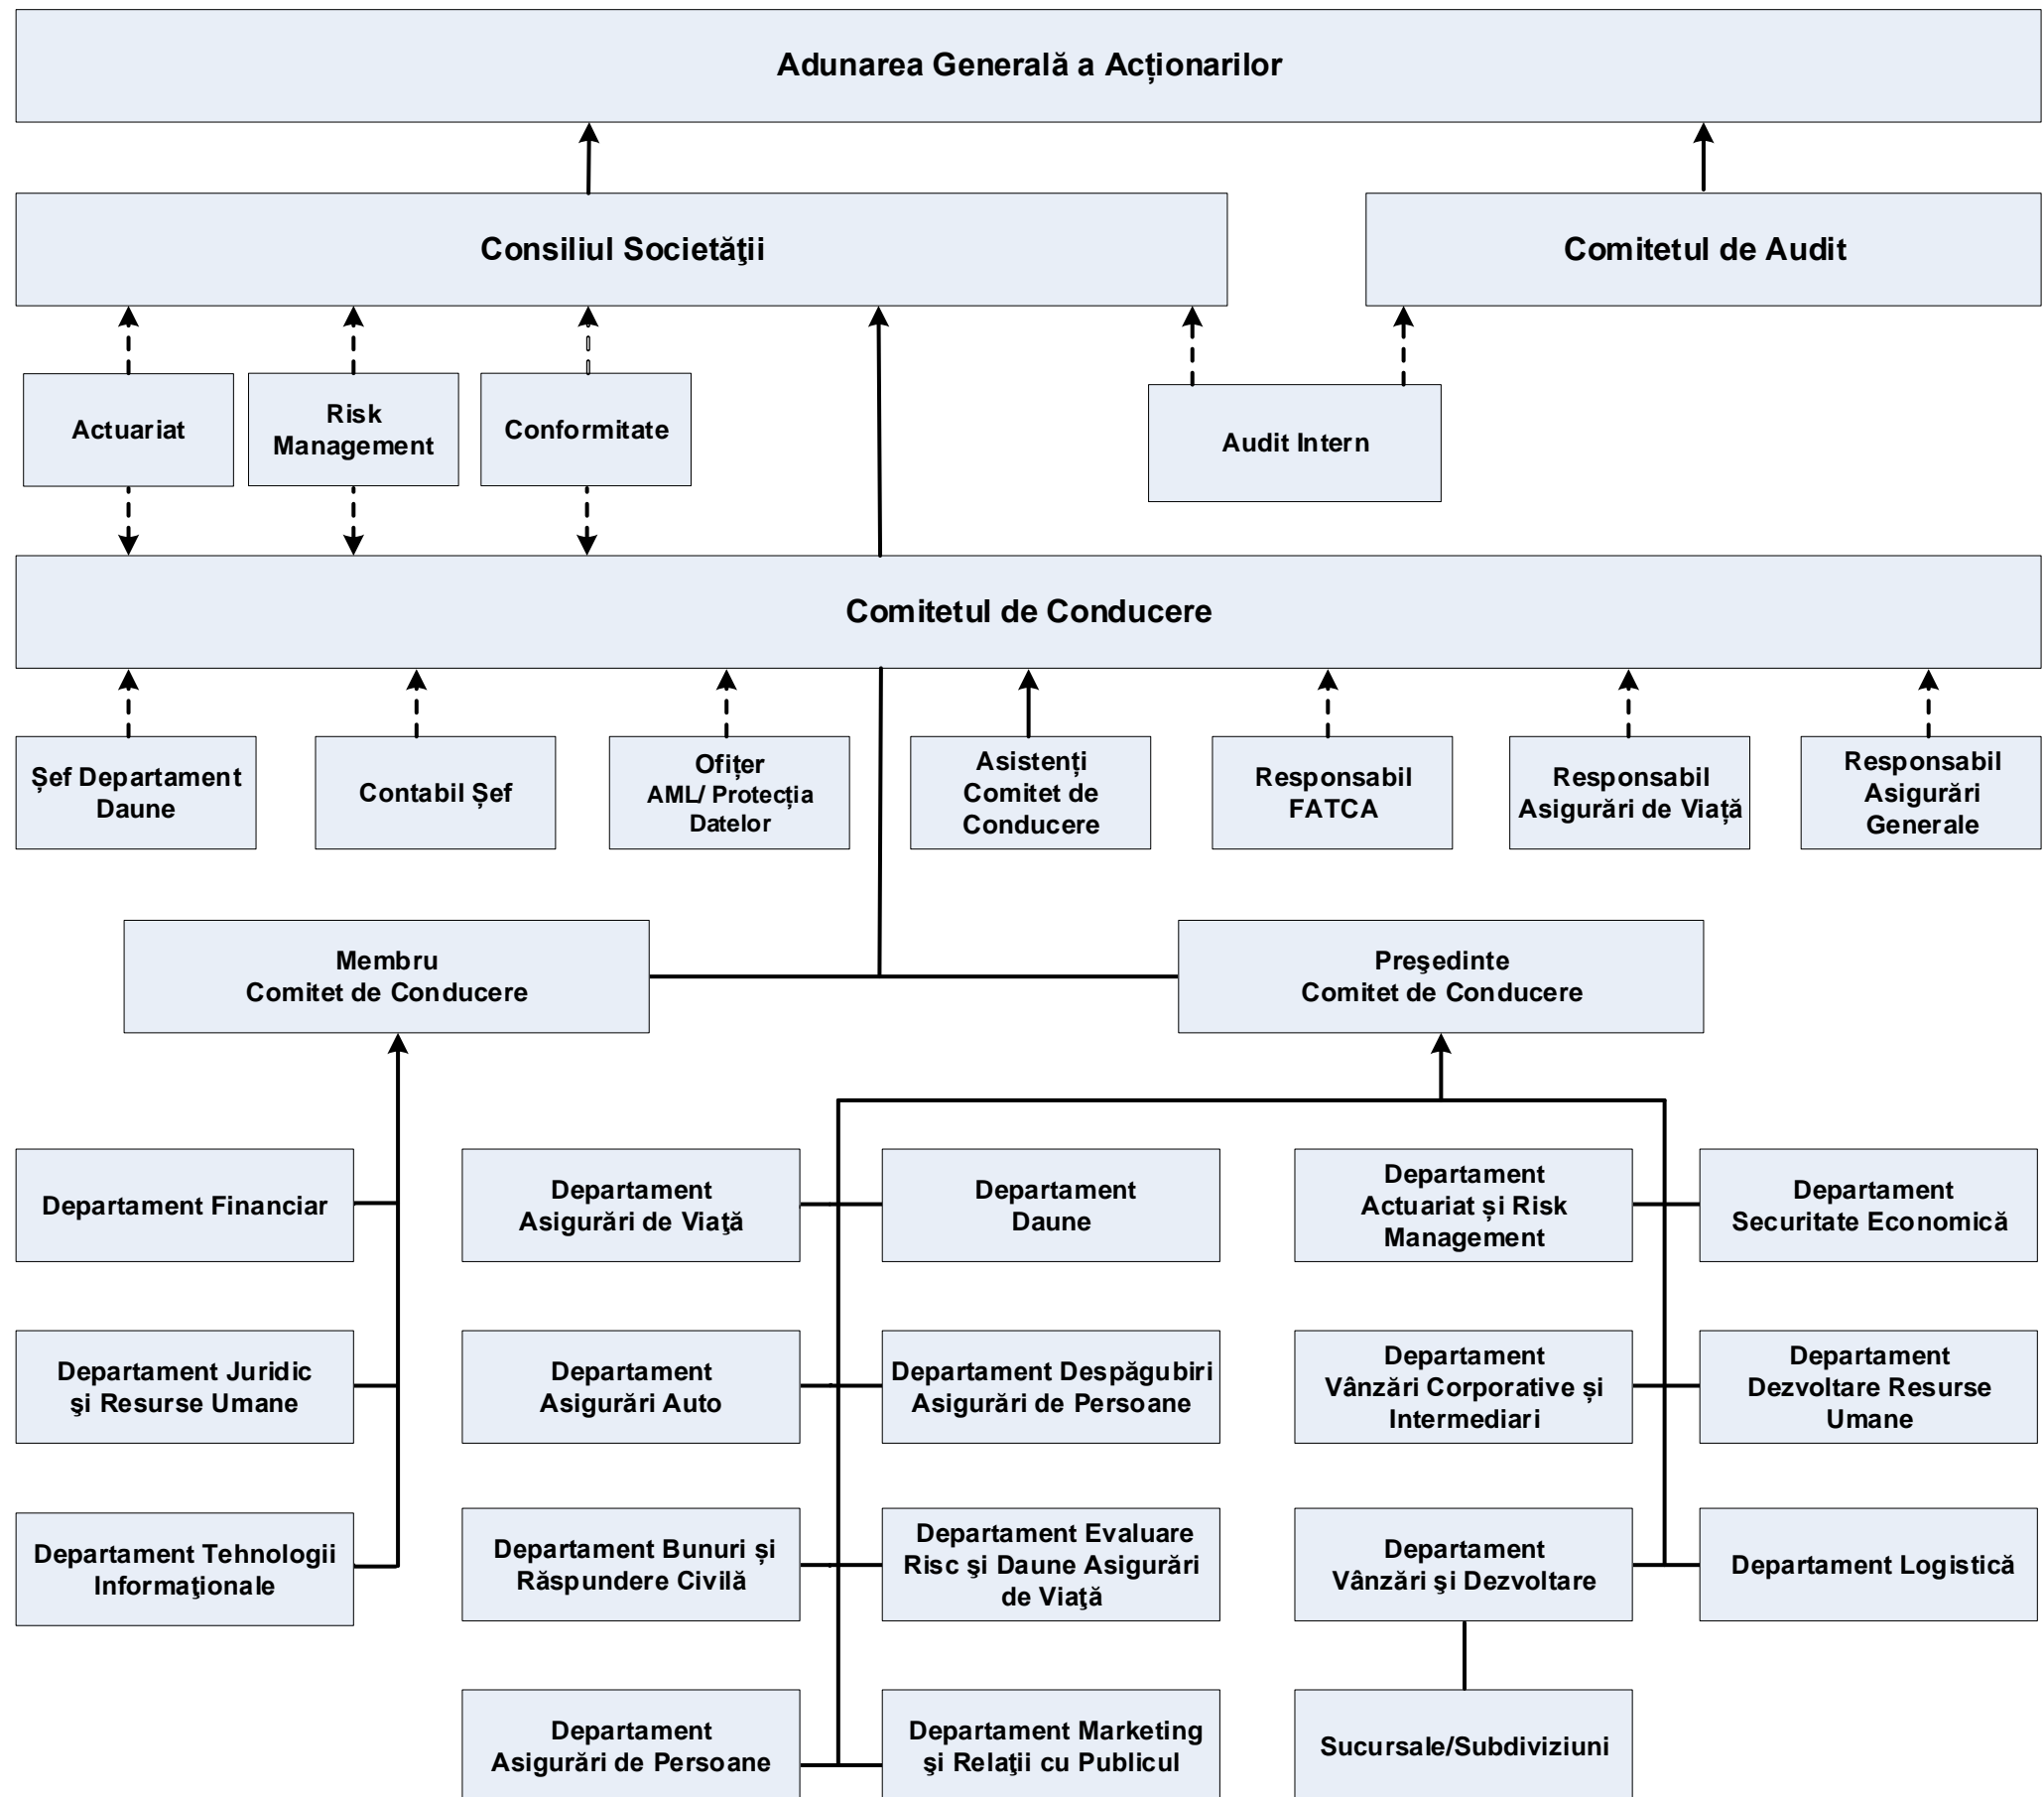 Adunarea Generală a Acționarilor
Consiliul Societăţii
Comitetul de Audit
Actuariat
Risk
Management
Conformitate
Audit Intern
Comitetul de Conducere
Șef Departament
Daune
Contabil Șef
Ofițer
AML/ Protecția
Datelor
Asistenți
Comitet de
Conducere
Responsabil
FATCA
Responsabil
Asigurări de Viață
Responsabil
Asigurări
Generale
Membru
Comitet de Conducere
Preşedinte
Comitet de Conducere
Departament Financiar
Departament
Asigurări de Viaţă
Departament
Daune
Departament
Actuariat și Risk
Management
Departament
Securitate Economică
Departament Juridic
şi Resurse Umane
Departament
Asigurări Auto
Departament Despăgubiri
Asigurări de Persoane
Departament
Vânzări Corporative și
Intermediari
Departament
Dezvoltare Resurse
Umane
Departament Tehnologii
Informaţionale
Departament Bunuri și
Răspundere Civilă
Departament Evaluare
Risc şi Daune Asigurări
de Viaţă
Departament
Vânzări şi Dezvoltare
Departament Logistică
Departament
Asigurări de Persoane
Departament Marketing
şi Relaţii cu Publicul
Sucursale/Subdiviziuni